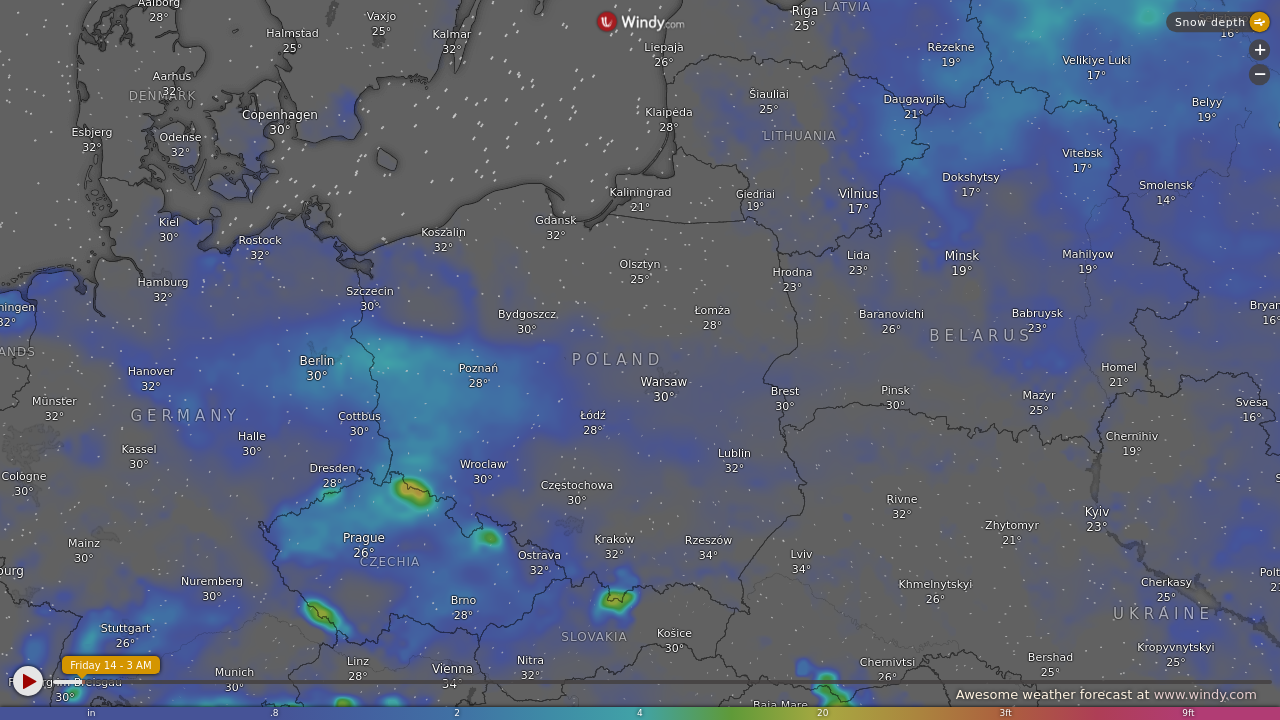 Aalborg
28°
Vaxjo
25°
Halmstad
25°
Kalmar
32°
Windy.com
Riga
25°
LATVIA
Snow depth
16°
Liepaja
26°
Rēzekne
19°
Velikiye Luki
17°
+
−
Aarhus
32°
DENMARK
Copenhagen
30°
Esbjerg
32°
Odense
32°
Klaipėda
28°
Šiauliai
25°
LITHUANIA
Daugavpils
21°
Belyy
19°
Vitebsk
17°
Dokshytsy
17°
Smolensk
14°
Kaliningrad
21°
Giedriai
19°
Vilnius
17°
Kiel
30°
Rostock
32°
Koszalin
32°
Gdansk
32°
Olsztyn
25°
Lida
23°
Minsk
19°
Mahilyow
19°
Hrodna
23°
Hamburg
32°
Szczecin
30°
Bydgoszcz
30°
Łomża
28°
Baranovichi
26°
Babruysk
23°
Bryan
16°
ningen
32°
ANDS
BELARUS
POLAND
Berlin
30°
Poznań
28°
Hanover
32°
Warsaw
30°
Brest
30°
Pinsk
30°
Mazyr
25°
Homel
21°
Svesa
16°
Münster
32°
GERMANY
Cottbus
30°
Łódź
28°
Halle
30°
Kassel
30°
Chernihiv
19°
Lublin
32°
Dresden
28°
Wroclaw
30°
Cologne
30°
Częstochowa
30°
Rivne
32°
Zhytomyr
21°
Kyiv
23°
Mainz
30°
Prague
26°
CZECHIA
Ostrava
32°
Krakow
32°
Rzeszów
34°
Lviv
34°
Khmelnytskyi
26°
Cherkasy
25°
Nuremberg
30°
Brno
28°
UKRAINE
Stuttgart
26°
SLOVAKIA
Košice
30°
Kropyvnytskyi
25°
Friday 14 - 3 AM
Linz
28°
Vienna
34°
Nitra
32°
Chernivtsi
26°
Bershad
25°
Munich
30°
30°
Baia Mare
Awesome weather forecast at www.windy.com
in .8 2 4 20 3ft 9ft